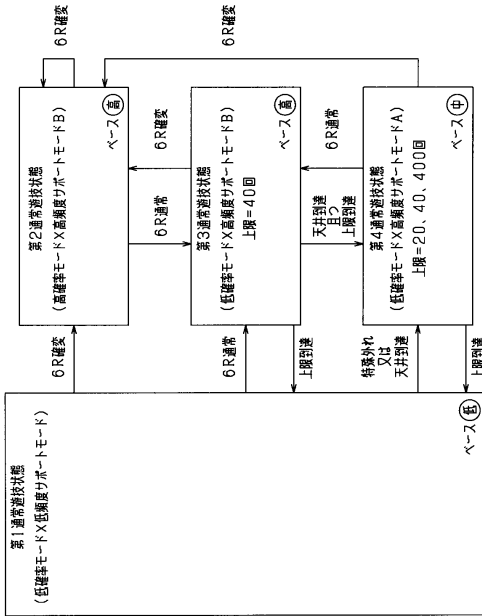 第1通常遊技状態
(低確率モード×低頻度サポートモード)
ベース低
6R確変
6R通常
上限到達
特殊外れ
又は
天井到達
上限到達
第2通常遊技状態
(高確率モード×高頻度サポートモードB)
ベース高
6R確変
6R通常
6R確変
第3通常遊技状態
(低確率モード×高頻度サポートモードB)
上限=40回
ベース高
天井到達
且つ
上限到達
6R通常
6R確変
第4通常遊技状態
(低確率モード×高頻度サポートモードA)
上限=20、40、400回
ベース中